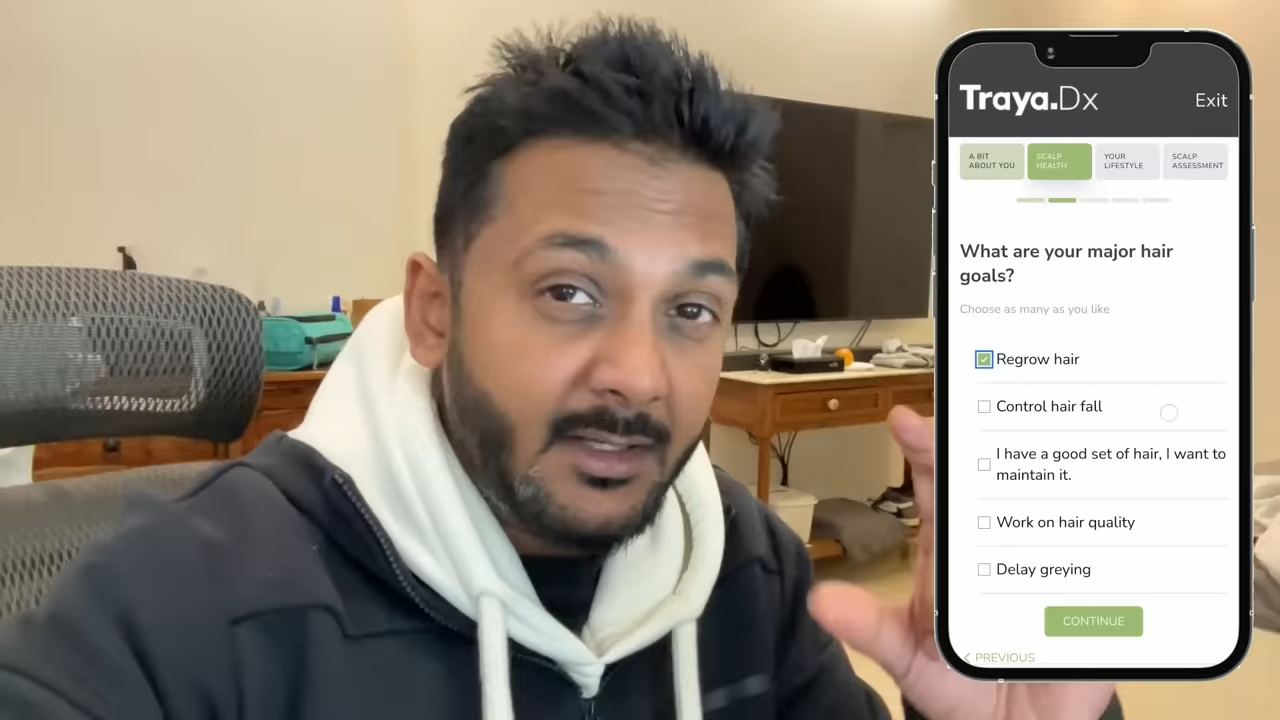 Traya.Dx
Exit
A BIT
ABOUT YOU
SCALP
HEALTH
YOUR
LIFESTYLE
SCALP
ASSESSMENT
What are your major hair
goals?
Choose as many as you like
Regrow hair
Control hair fall
I have a good set of hair, I want to
maintain it.
Work on hair quality
Delay greying
CONTINUE
< PREVIOUS